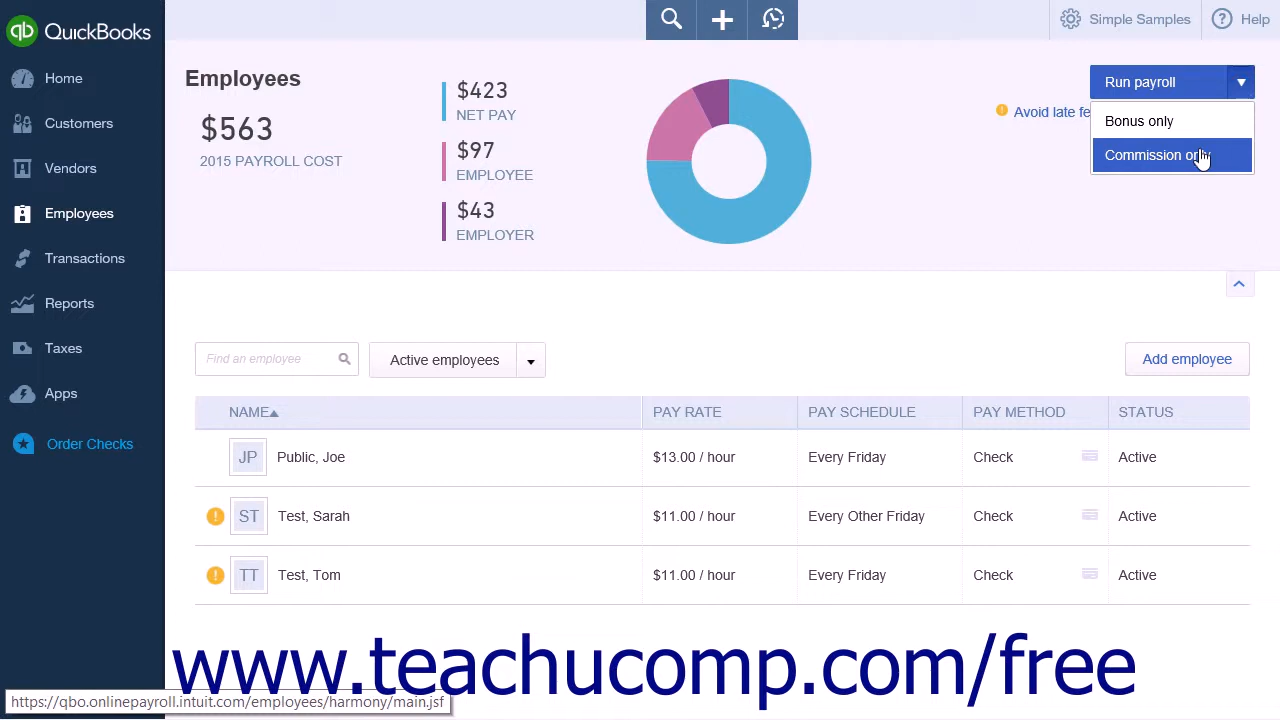 QuickBooks
Simple Samples
Help
Home
Customers
Vendors
Employees
Transactions
Reports
Taxes
Apps
Order Checks
Employees
$563
2015 PAYROLL COST
$423
NET PAY
$97
EMPLOYEE
$43
EMPLOYER
Run payroll
Avoid late fe
Bonus only
Commission only
Find an employee
Active employees
Add employee
NAME PAY RATE PAY SCHEDULE PAY METHOD STATUS
JP Public, Joe $13.00 / hour Every Friday Check Active
ST Test, Sarah $11.00 / hour Every Other Friday Check Active
TT Test, Tom $11.00 / hour Every Friday Check Active
www.teachucomp.com/free
https://qbo.onlinepayroll.intuit.com/employees/harmony/main.jsf